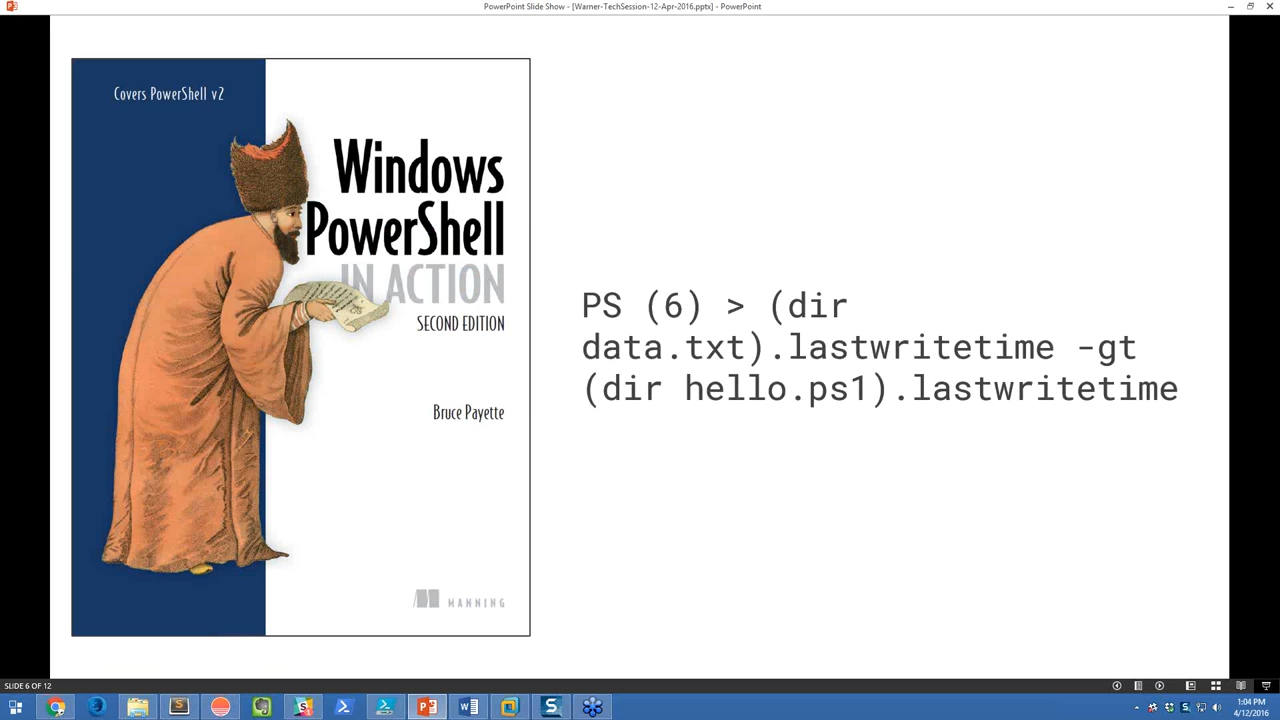 PowerPoint Slide Show - [Warner-TechSession-12-Apr-2016.pptx] - PowerPoint
Covers PowerShell v2
Windows
PowerShell
IN ACTION
SECOND EDITION
Bruce Payette
MANNING
PS (6) > (dir
data.txt).lastwritetime -gt
(dir hello.ps1).lastwritetime
SLIDE 6 OF 12
1:04 PM
4/12/2016